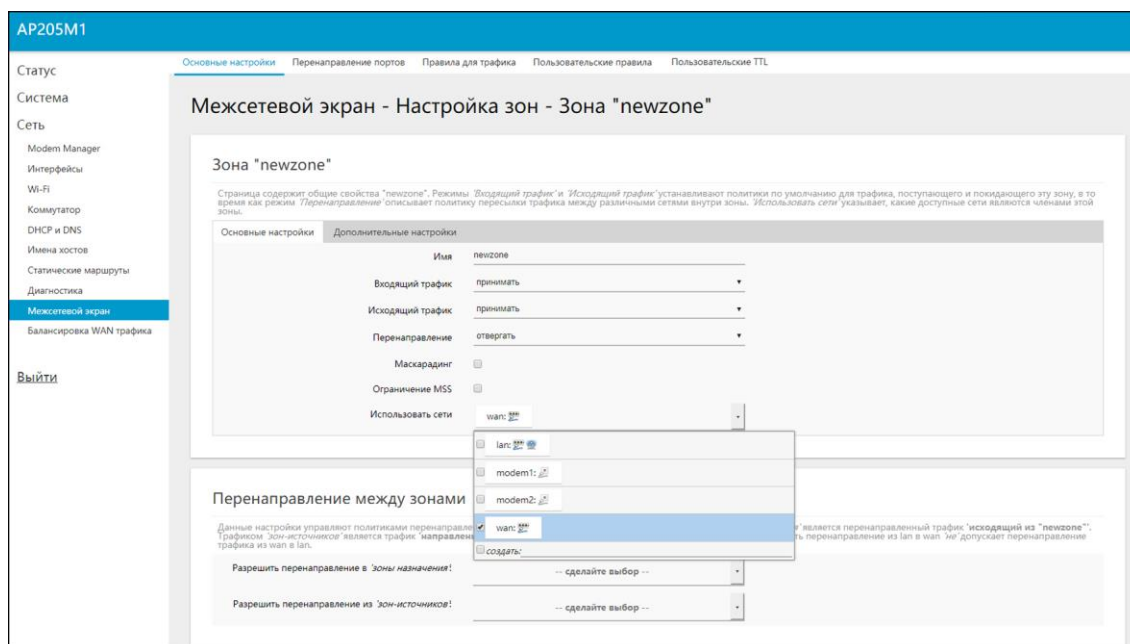 AP205M1
Статус
Система
Сеть
Modem Manager
Интерфейсы
Wi-Fi
Коммутатор
DHCP и DNS
Имена хостов
Статические маршруты
Диагностика
Межсетевой экран
Балансировка WAN трафика
Выйти
Основные настройки Перенаправление портов Правила для трафика Пользовательские правила Пользовательские TTL
Межсетевой экран - Настройка зон - Зона "newzone"
Зона "newzone"
Страница содержит общие свойства "newzone". Режимы 'Входящий трафик' и 'Исходящий трафик' устанавливают политики по умолчанию для трафика, поступающего и покидающего эту зону, в то
время как режим 'Перенаправление' описывает политику пересылки трафика между различными сетями внутри зоны. 'Использовать сети' указывает, какие доступные сети являются членами этой
зоны.
Основные настройки Дополнительные настройки
Имя newzone
Входящий трафик принимать
Исходящий трафик принимать
Перенаправление отвергать
Маскарадинг
Ограничение MSS
Использовать сети wan:
lan:
modem1:
modem2:
wan:
создать:
Перенаправление между зонами
Данные настройки управляют политиками перенаправле ' является перенаправленный трафик 'исходящий из "newzone"'.
Трафиком 'зон-источников' является трафик 'направлен ть перенаправление из lan в wan 'не' допускает перенаправление
трафика из wan в lan.
Разрешить перенаправление в 'зоны назначения': -- сделайте выбор --
Разрешить перенаправление из 'зон-источников': -- сделайте выбор --